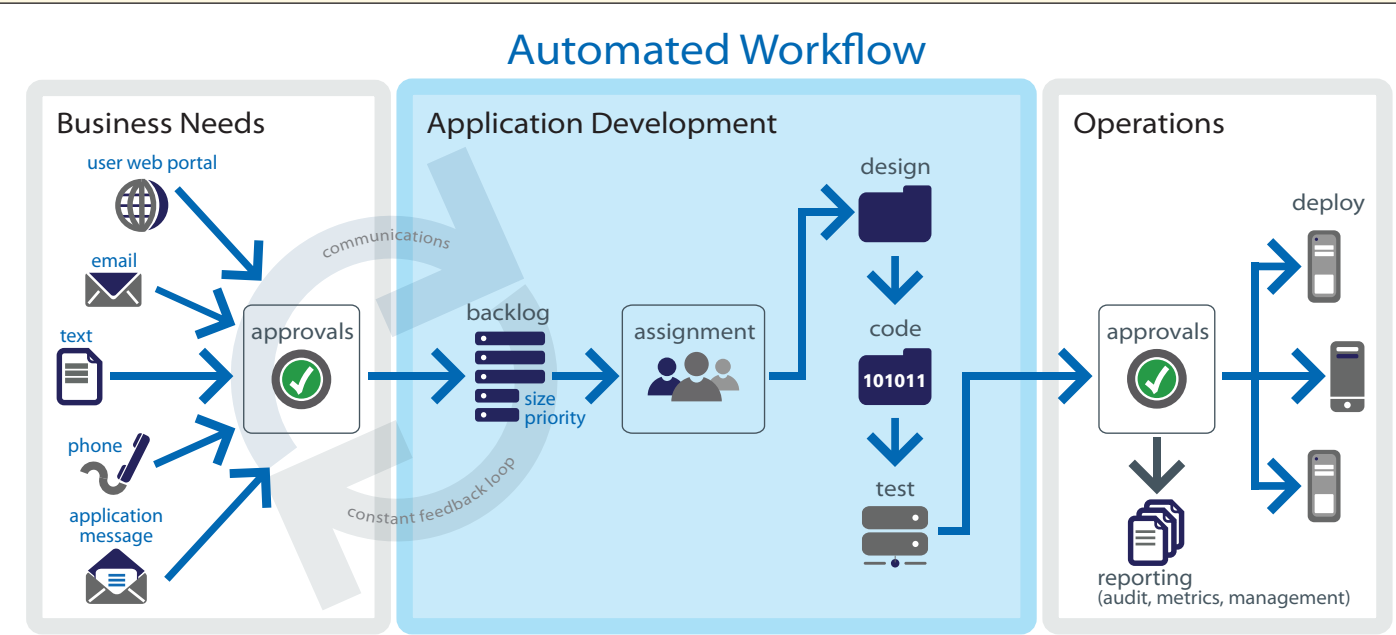 Automated Workflow
Business Needs
user web portal
email
text
phone
application
message
approvals
communications
constant feedback loop
Application Development
backlog
size
priority
assignment
design
code
101011
test
Operations
approvals
deploy
reporting
(audit, metrics, management)